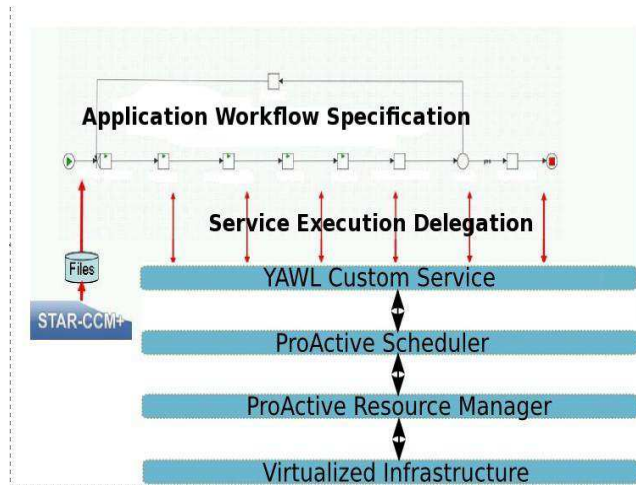 Application Workflow Specification
Service Execution Delegation
Files
STAR-CCM+
YAWL Custom Service
ProActive Scheduler
ProActive Resource Manager
Virtualized Infrastructure